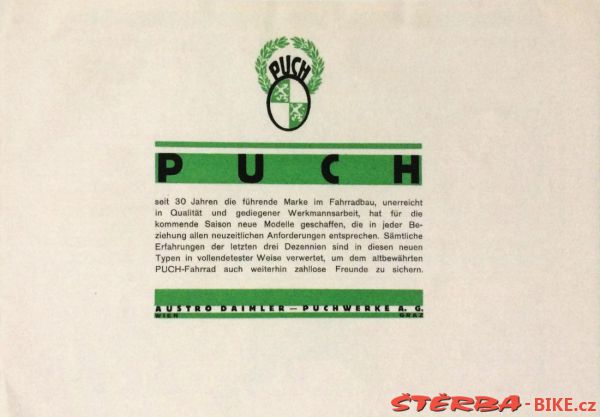 PUCH
PUCH
seit 30 Jahren die führende Marke im Fahrradbau, unerreicht
in Qualität und gediegener Werkmannsarbeit, hat für die
kommende Saison neue Modelle geschaffen, die in jeder Be-
ziehung allen neuzeitlichen Anforderungen entsprechen. Sämtliche
Erfahrungen der letzten drei Dezennien sind in diesen neuen
Typen in vollendetester Weise verwertet, um dem altbewährten
PUCH-Fahrrad auch weiterhin zahllose Freunde zu sichern.
AUSTRO DAIMLER — PUCHWERKE A. G.
WIEN GRAZ
ŠTĚRBA-BIKE.cz